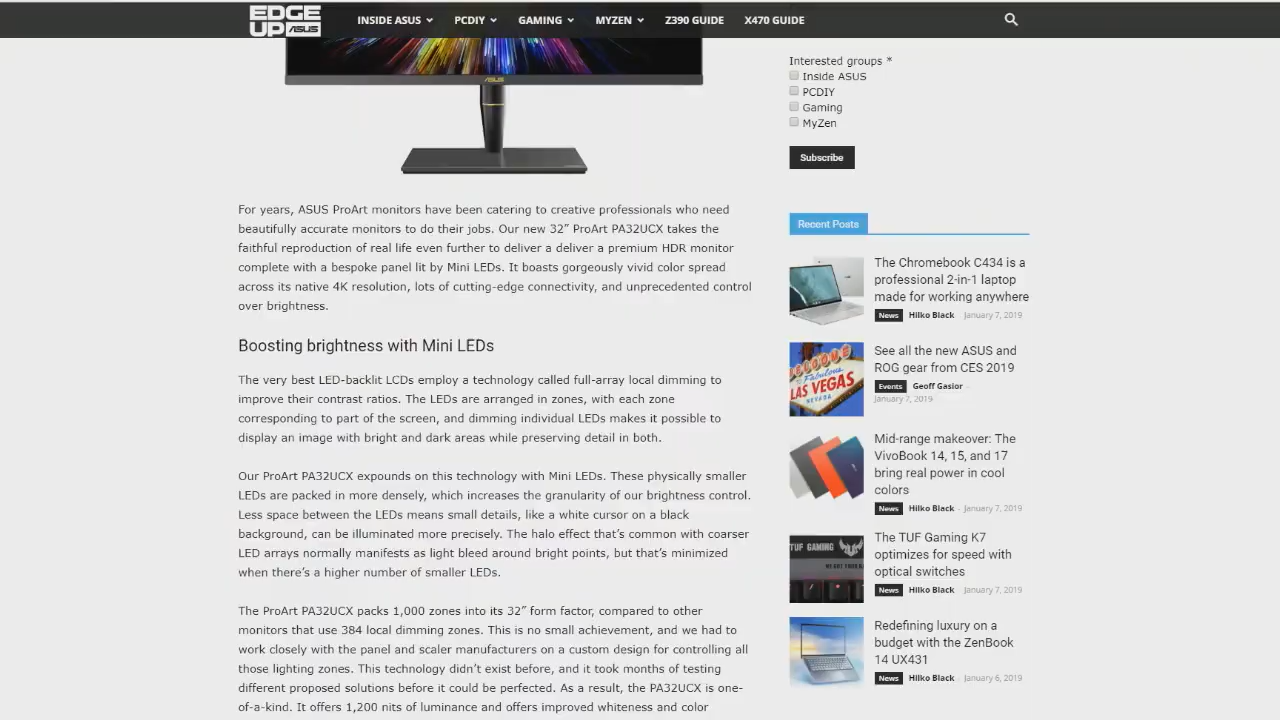 EDGE
UP ASUS
INSIDE ASUS
PCDIY
GAMING
MYZEN
Z390 GUIDE
X470 GUIDE
ASUS
For years, ASUS ProArt monitors have been catering to creative professionals who need
beautifully accurate monitors to do their jobs. Our new 32″ ProArt PA32UCX takes the
faithful reproduction of real life even further to deliver a deliver a premium HDR monitor
complete with a bespoke panel lit by Mini LEDs. It boasts gorgeously vivid color spread
across its native 4K resolution, lots of cutting-edge connectivity, and unprecedented control
over brightness.
Boosting brightness with Mini LEDs
The very best LED-backlit LCDs employ a technology called full-array local dimming to
improve their contrast ratios. The LEDs are arranged in zones, with each zone
corresponding to part of the screen, and dimming individual LEDs makes it possible to
display an image with bright and dark areas while preserving detail in both.
Our ProArt PA32UCX expounds on this technology with Mini LEDs. These physically smaller
LEDs are packed in more densely, which increases the granularity of our brightness control.
Less space between the LEDs means small details, like a white cursor on a black
background, can be illuminated more precisely. The halo effect that’s common with coarser
LED arrays normally manifests as light bleed around bright points, but that’s minimized
when there’s a higher number of smaller LEDs.
The ProArt PA32UCX packs 1,000 zones into its 32″ form factor, compared to other
monitors that use 384 local dimming zones. This is no small achievement, and we had to
work closely with the panel and scaler manufacturers on a custom design for controlling all
those lighting zones. This technology didn’t exist before, and it took months of testing
different proposed solutions before it could be perfected. As a result, the PA32UCX is one-
of-a-kind. It offers 1,200 nits of luminance and offers improved whiteness and color
Interested groups *
Inside ASUS
PCDIY
Gaming
MyZen
Subscribe
Recent Posts
The Chromebook C434 is a
professional 2-in-1 laptop
made for working anywhere
News Hilko Black - January 7, 2019
WELCOME
To Fabulous
LAS VEGAS
NEVADA
See all the new ASUS and
ROG gear from CES 2019
Events Geoff Gasior -
January 7, 2019
Mid-range makeover: The
VivoBook 14, 15, and 17
bring real power in cool
colors
News Hilko Black - January 7, 2019
TUF GAMING
The TUF Gaming K7
optimizes for speed with
optical switches
News Hilko Black - January 7, 2019
Redefining luxury on a
budget with the ZenBook
14 UX431
News Hilko Black - January 6, 2019